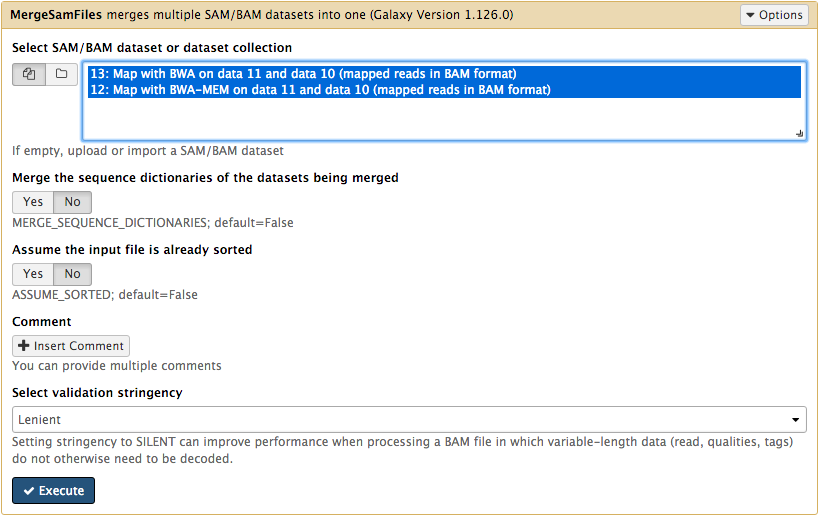 MergeSamFiles merges multiple SAM/BAM datasets into one (Galaxy Version 1.126.0) Options
Select SAM/BAM dataset or dataset collection
13: Map with BWA on data 11 and data 10 (mapped reads in BAM format)
12: Map with BWA-MEM on data 11 and data 10 (mapped reads in BAM format)
If empty, upload or import a SAM/BAM dataset
Merge the sequence dictionaries of the datasets being merged
Yes No
MERGE_SEQUENCE_DICTIONARIES; default=False
Assume the input file is already sorted
Yes No
ASSUME_SORTED; default=False
Comment
Insert Comment
You can provide multiple comments
Select validation stringency
Lenient
Setting stringency to SILENT can improve performance when processing a BAM file in which variable-length data (read, qualities, tags)
do not otherwise need to be decoded.
Execute